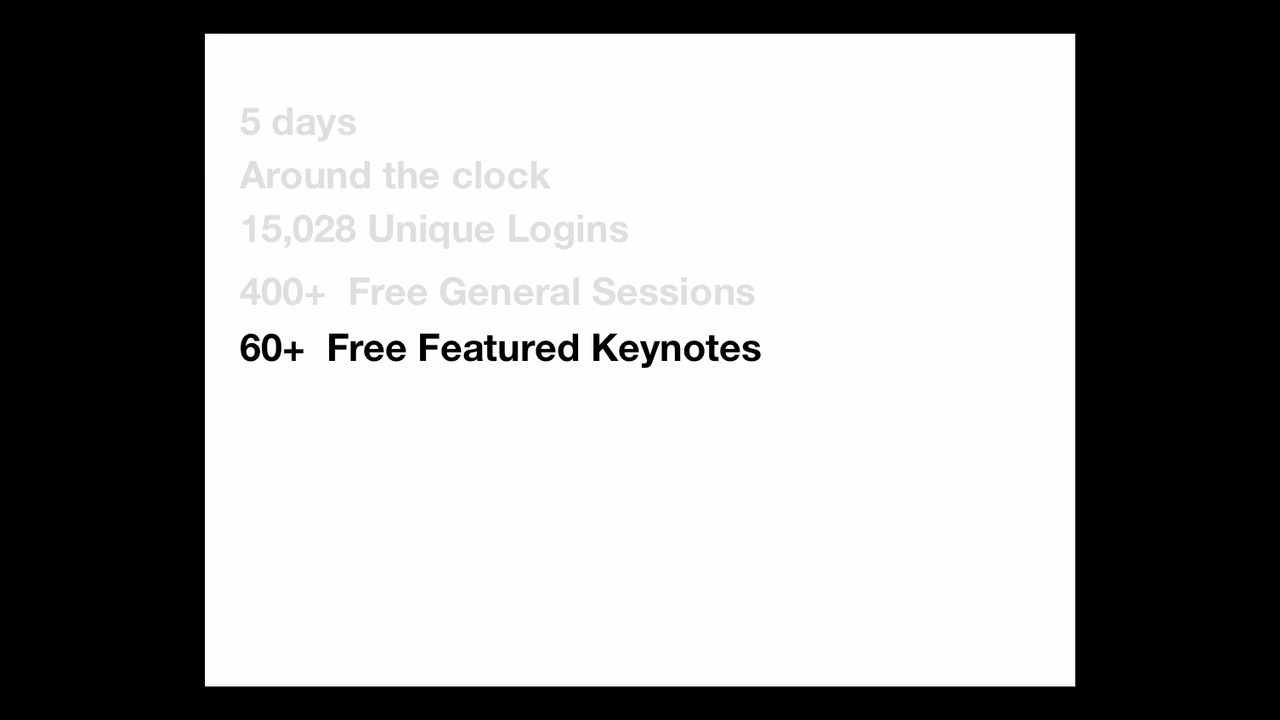 5 days
Around the clock
15,028 Unique Logins
400+ Free General Sessions
60+ Free Featured Keynotes